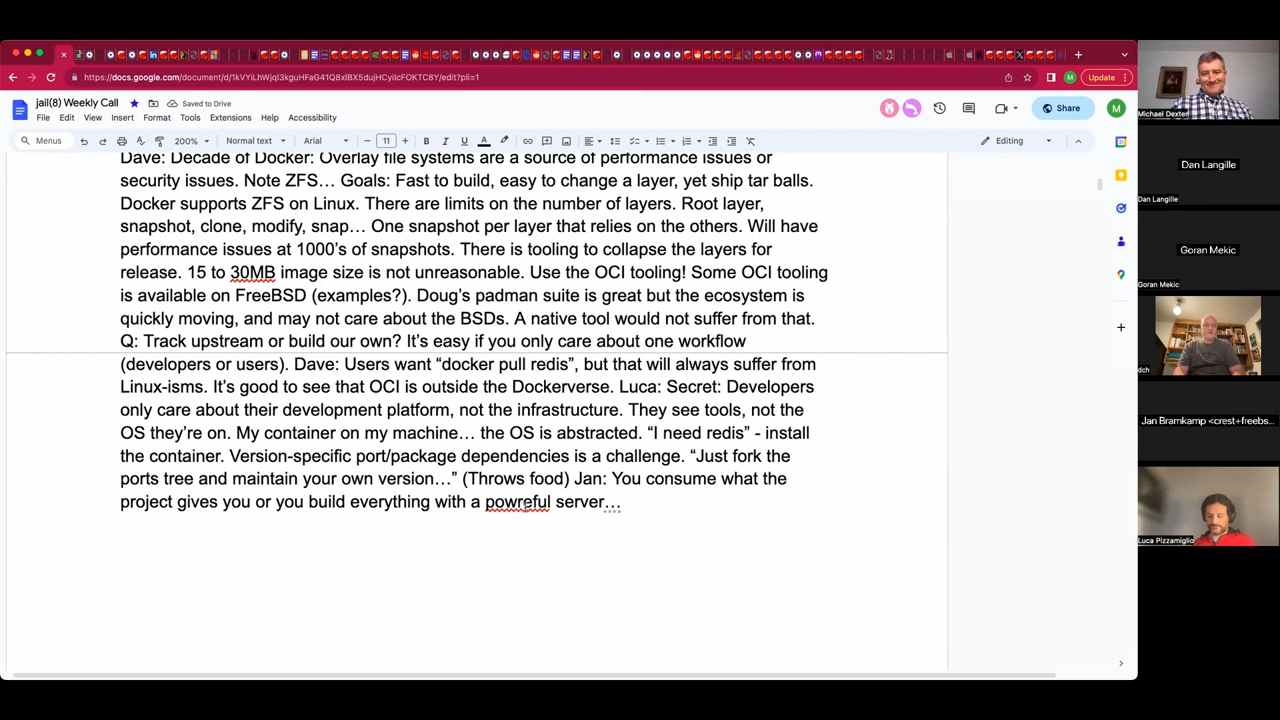 https://docs.google.com/document/d/1kVYiLhWjqI3kguHFaG41Q8xIBX5dujHCyiIcFOKTC8Y/edit?pli=1
M
Update
jail(8) Weekly Call
Saved to Drive
File Edit View Insert Format Tools Extensions Help Accessibility
Share
M
Menus
200%
Normal text
Arial
11
B I U A
Editing
Dave: Decade of Docker: Overlay file systems are a source of performance issues or
security issues. Note ZFS… Goals: Fast to build, easy to change a layer, yet ship tar balls.
Docker supports ZFS on Linux. There are limits on the number of layers. Root layer,
snapshot, clone, modify, snap… One snapshot per layer that relies on the others. Will have
performance issues at 1000's of snapshots. There is tooling to collapse the layers for
release. 15 to 30MB image size is not unreasonable. Use the OCI tooling! Some OCI tooling
is available on FreeBSD (examples?). Doug's padman suite is great but the ecosystem is
quickly moving, and may not care about the BSDs. A native tool would not suffer from that.
Q: Track upstream or build our own? It's easy if you only care about one workflow
(developers or users). Dave: Users want “docker pull redis”, but that will always suffer from
Linux-isms. It's good to see that OCI is outside the Dockerverse. Luca: Secret: Developers
only care about their development platform, not the infrastructure. They see tools, not the
OS they're on. My container on my machine… the OS is abstracted. “I need redis” - install
the container. Version-specific port/package dependencies is a challenge. “Just fork the
ports tree and maintain your own version…” (Throws food) Jan: You consume what the
project gives you or you build everything with a powreful server…
Michael Dexter
Dan Langille
Dan Langille
Goran Mekic
Goran Mekic
dch
Jan Bramkamp <crest+freebs...
Luca Pizzamiglio